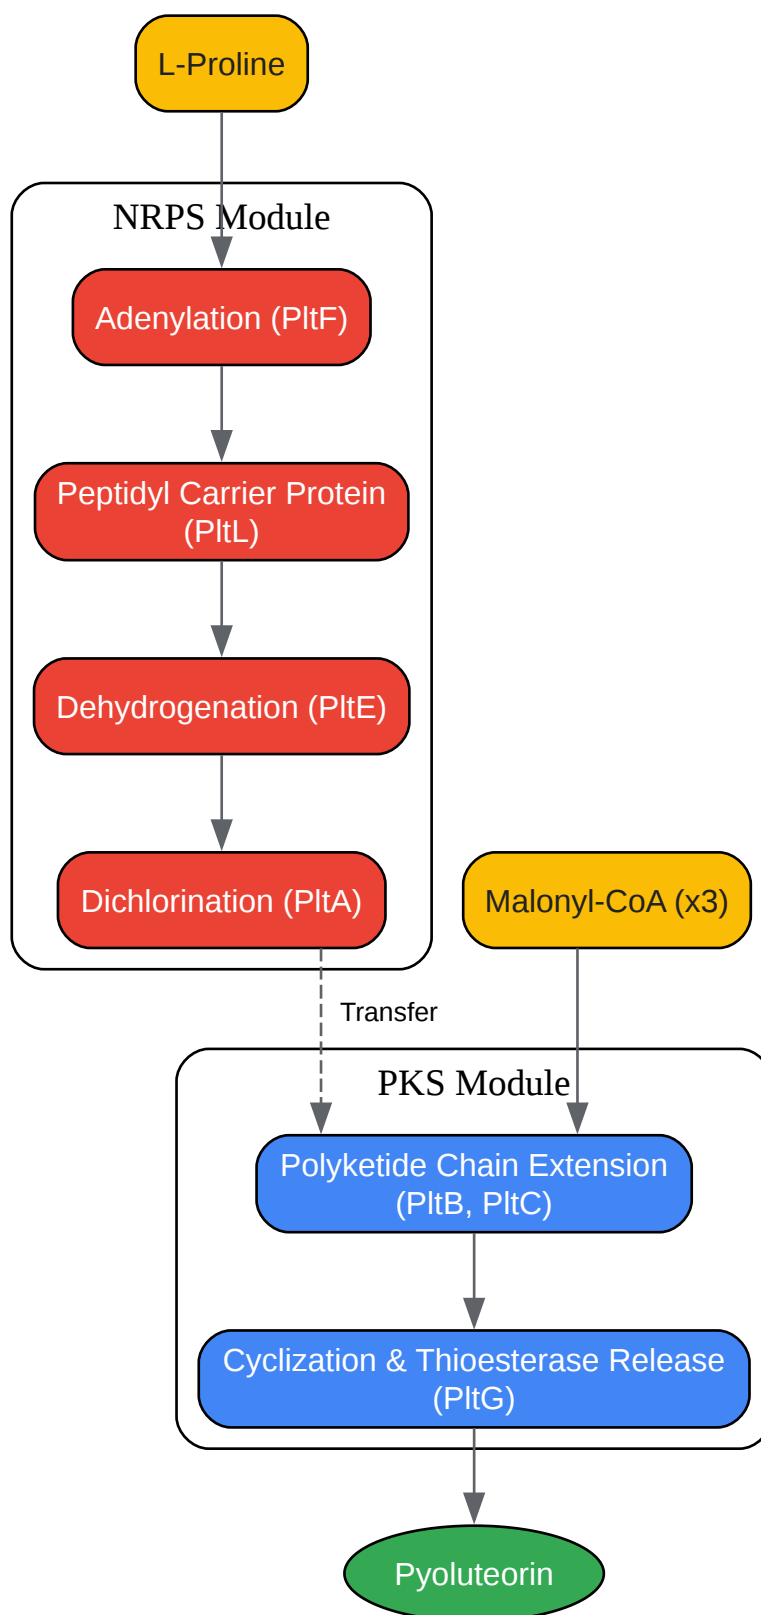 L-Proline
NRPS Module
Adenylation (PltF)
Peptidyl Carrier Protein
(PltL)
Dehydrogenation (PltE)
Dichlorination (PltA)
Malonyl-CoA (x3)
Transfer
PKS Module
Polyketide Chain Extension
(PltB, PltC)
Cyclization & Thioesterase Release
(PltG)
Pyoluteorin